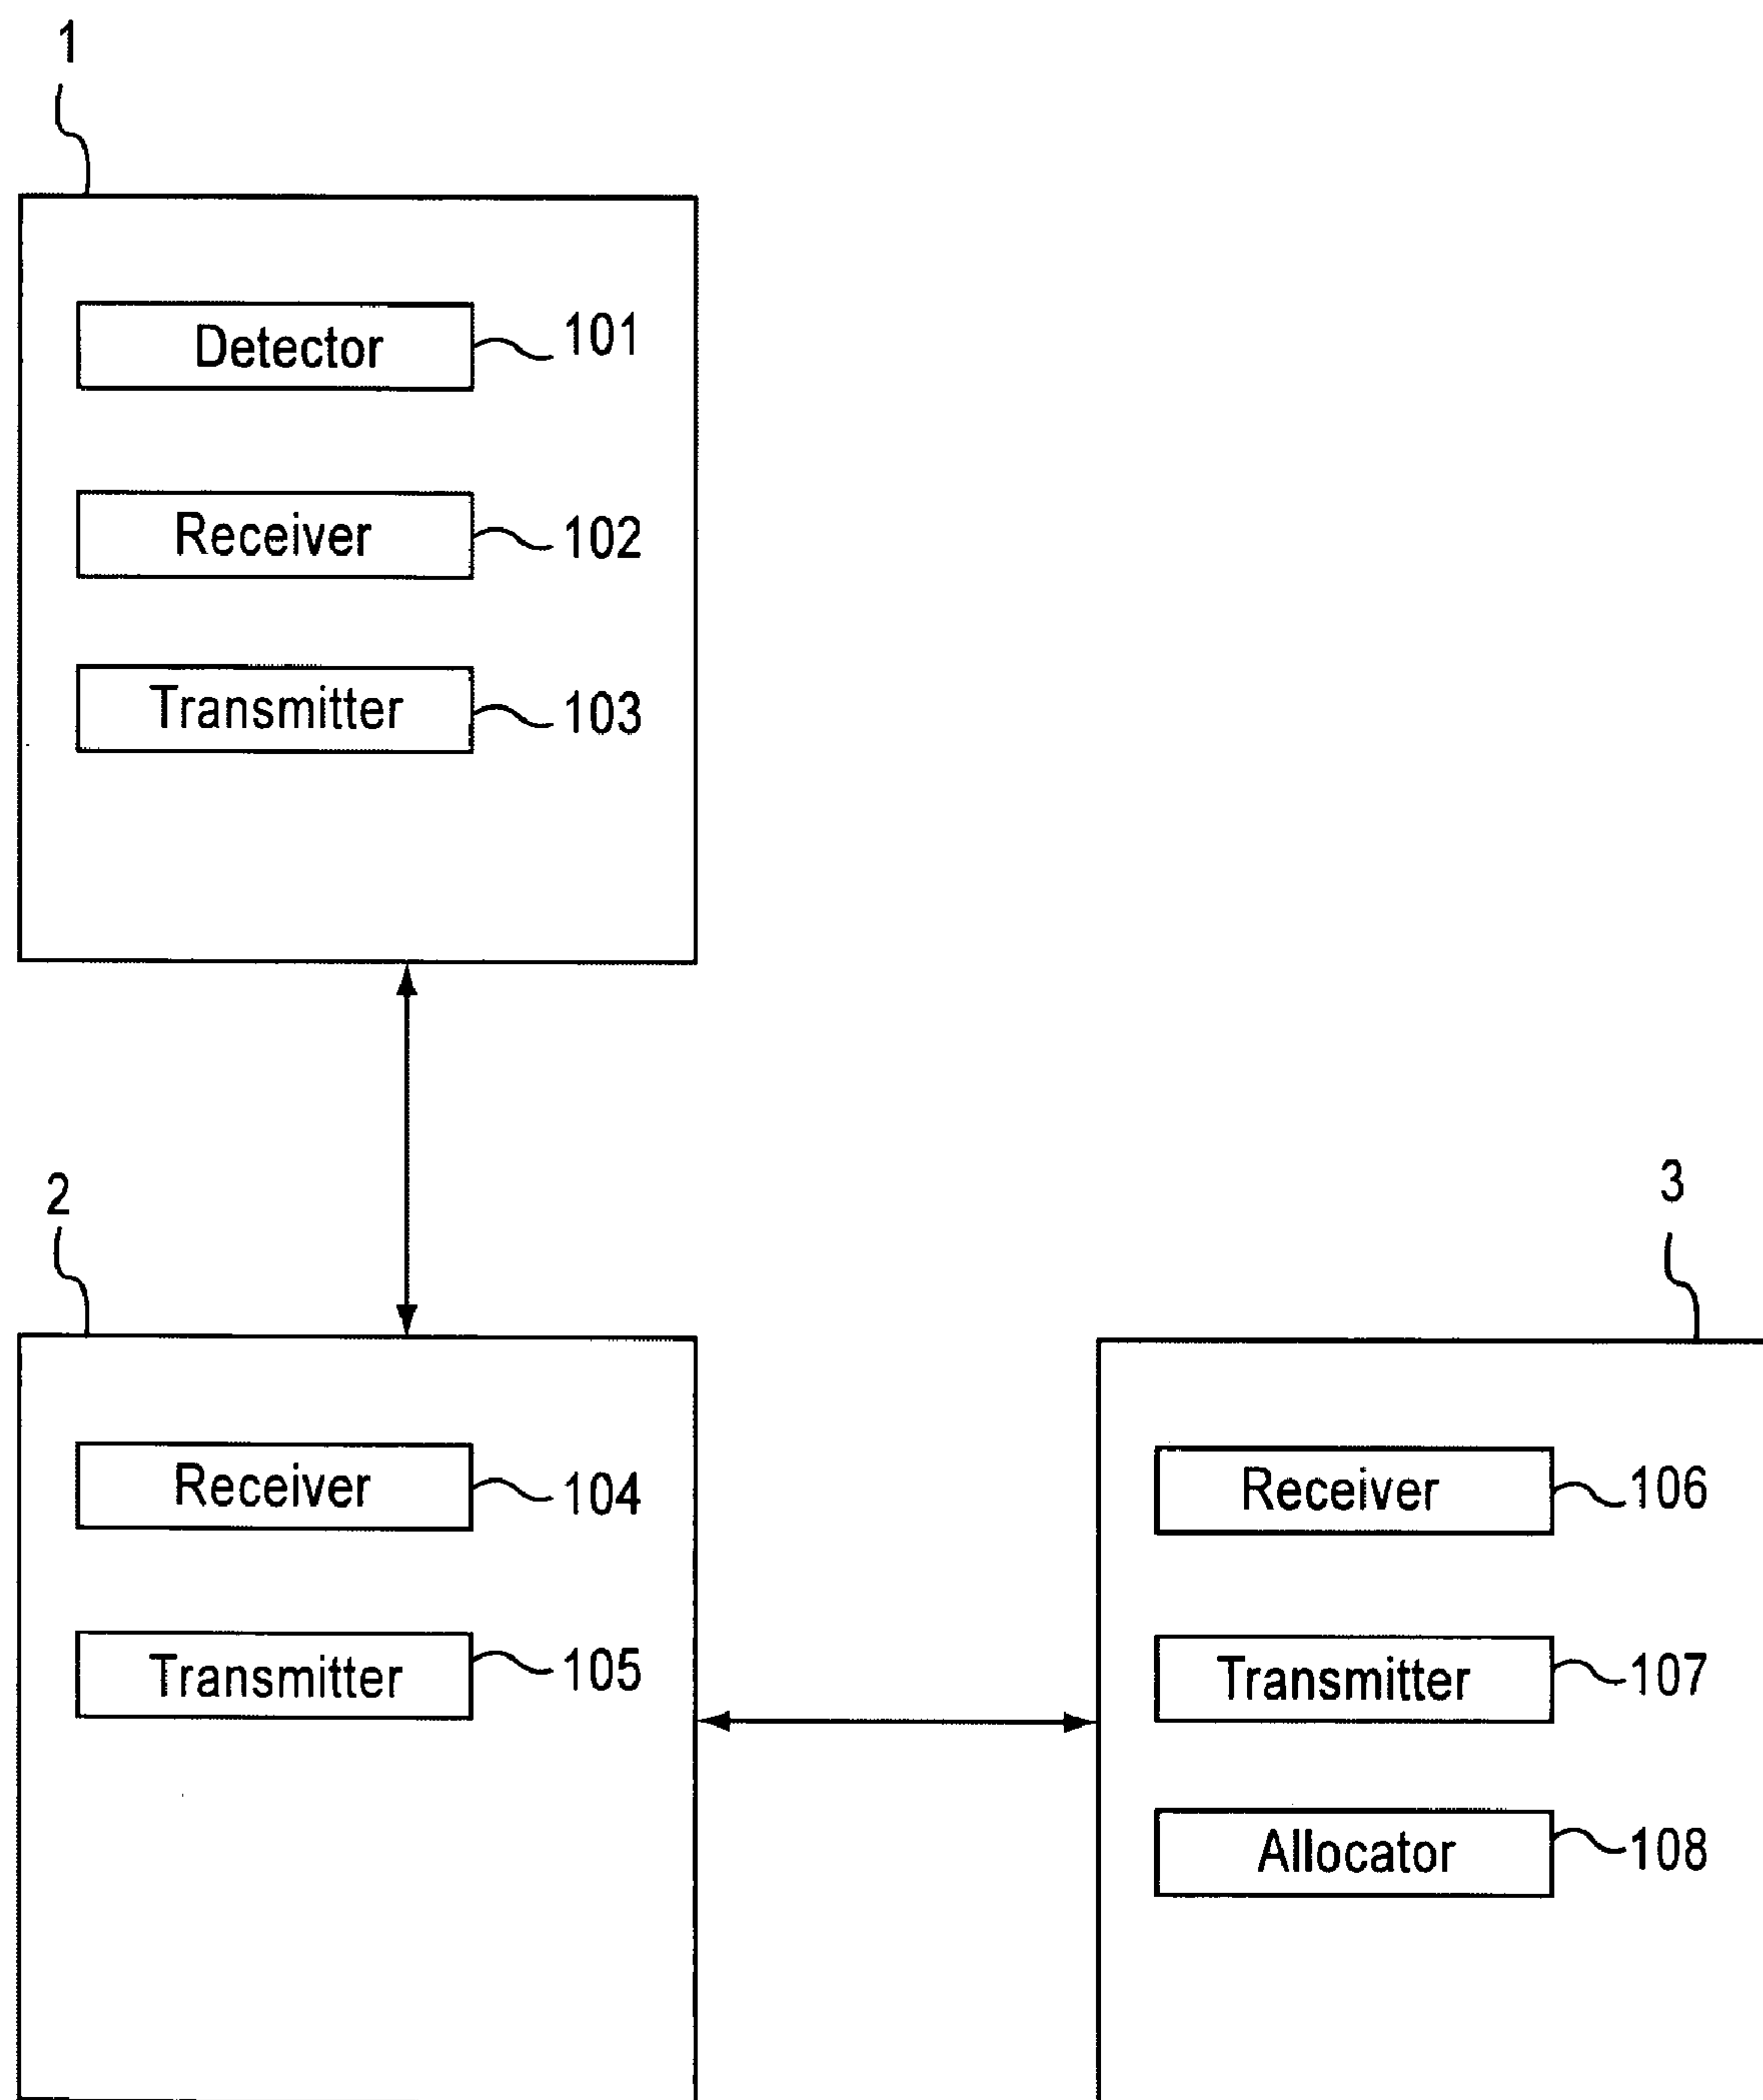 1
Detector 101
Receiver 102
Transmitter 103
2
3
Receiver 104
Transmitter 105
Receiver 106
Transmitter 107
Allocator 108